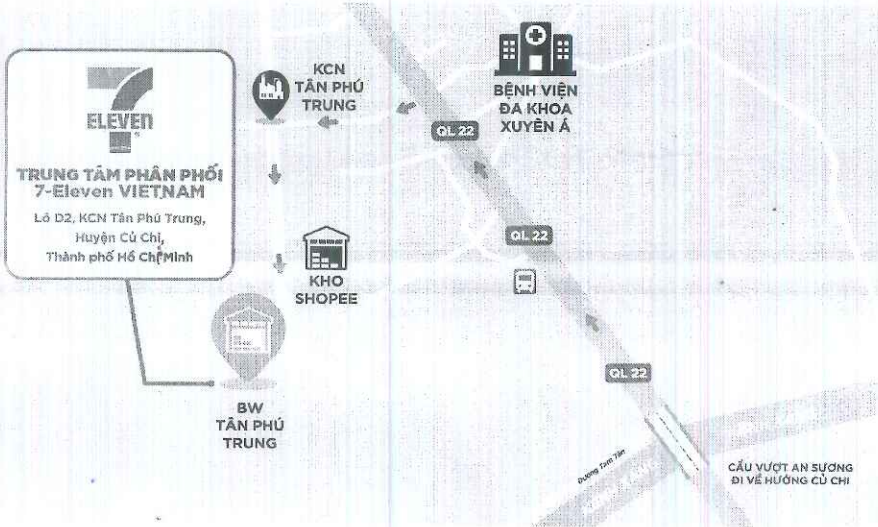 7
ELEVEN
TRUNG TÂM PHÂN PHỐI
7-Eleven VIETNAM
Lô D2, KCN Tân Phú Trung,
Huyện Củ Chi,
Thành phố Hồ Chí Minh
KCN
TÂN PHÚ
TRUNG
BỆNH VIỆN
ĐA KHOA
XUYÊN Á
QL 22
QL 22
KHO
SHOPEE
QL 22
BW
TÂN PHÚ
TRUNG
Đường Tam Tân
CẦU VƯỢT AN SƯƠNG
ĐI VỀ HƯỚNG CỦ CHI